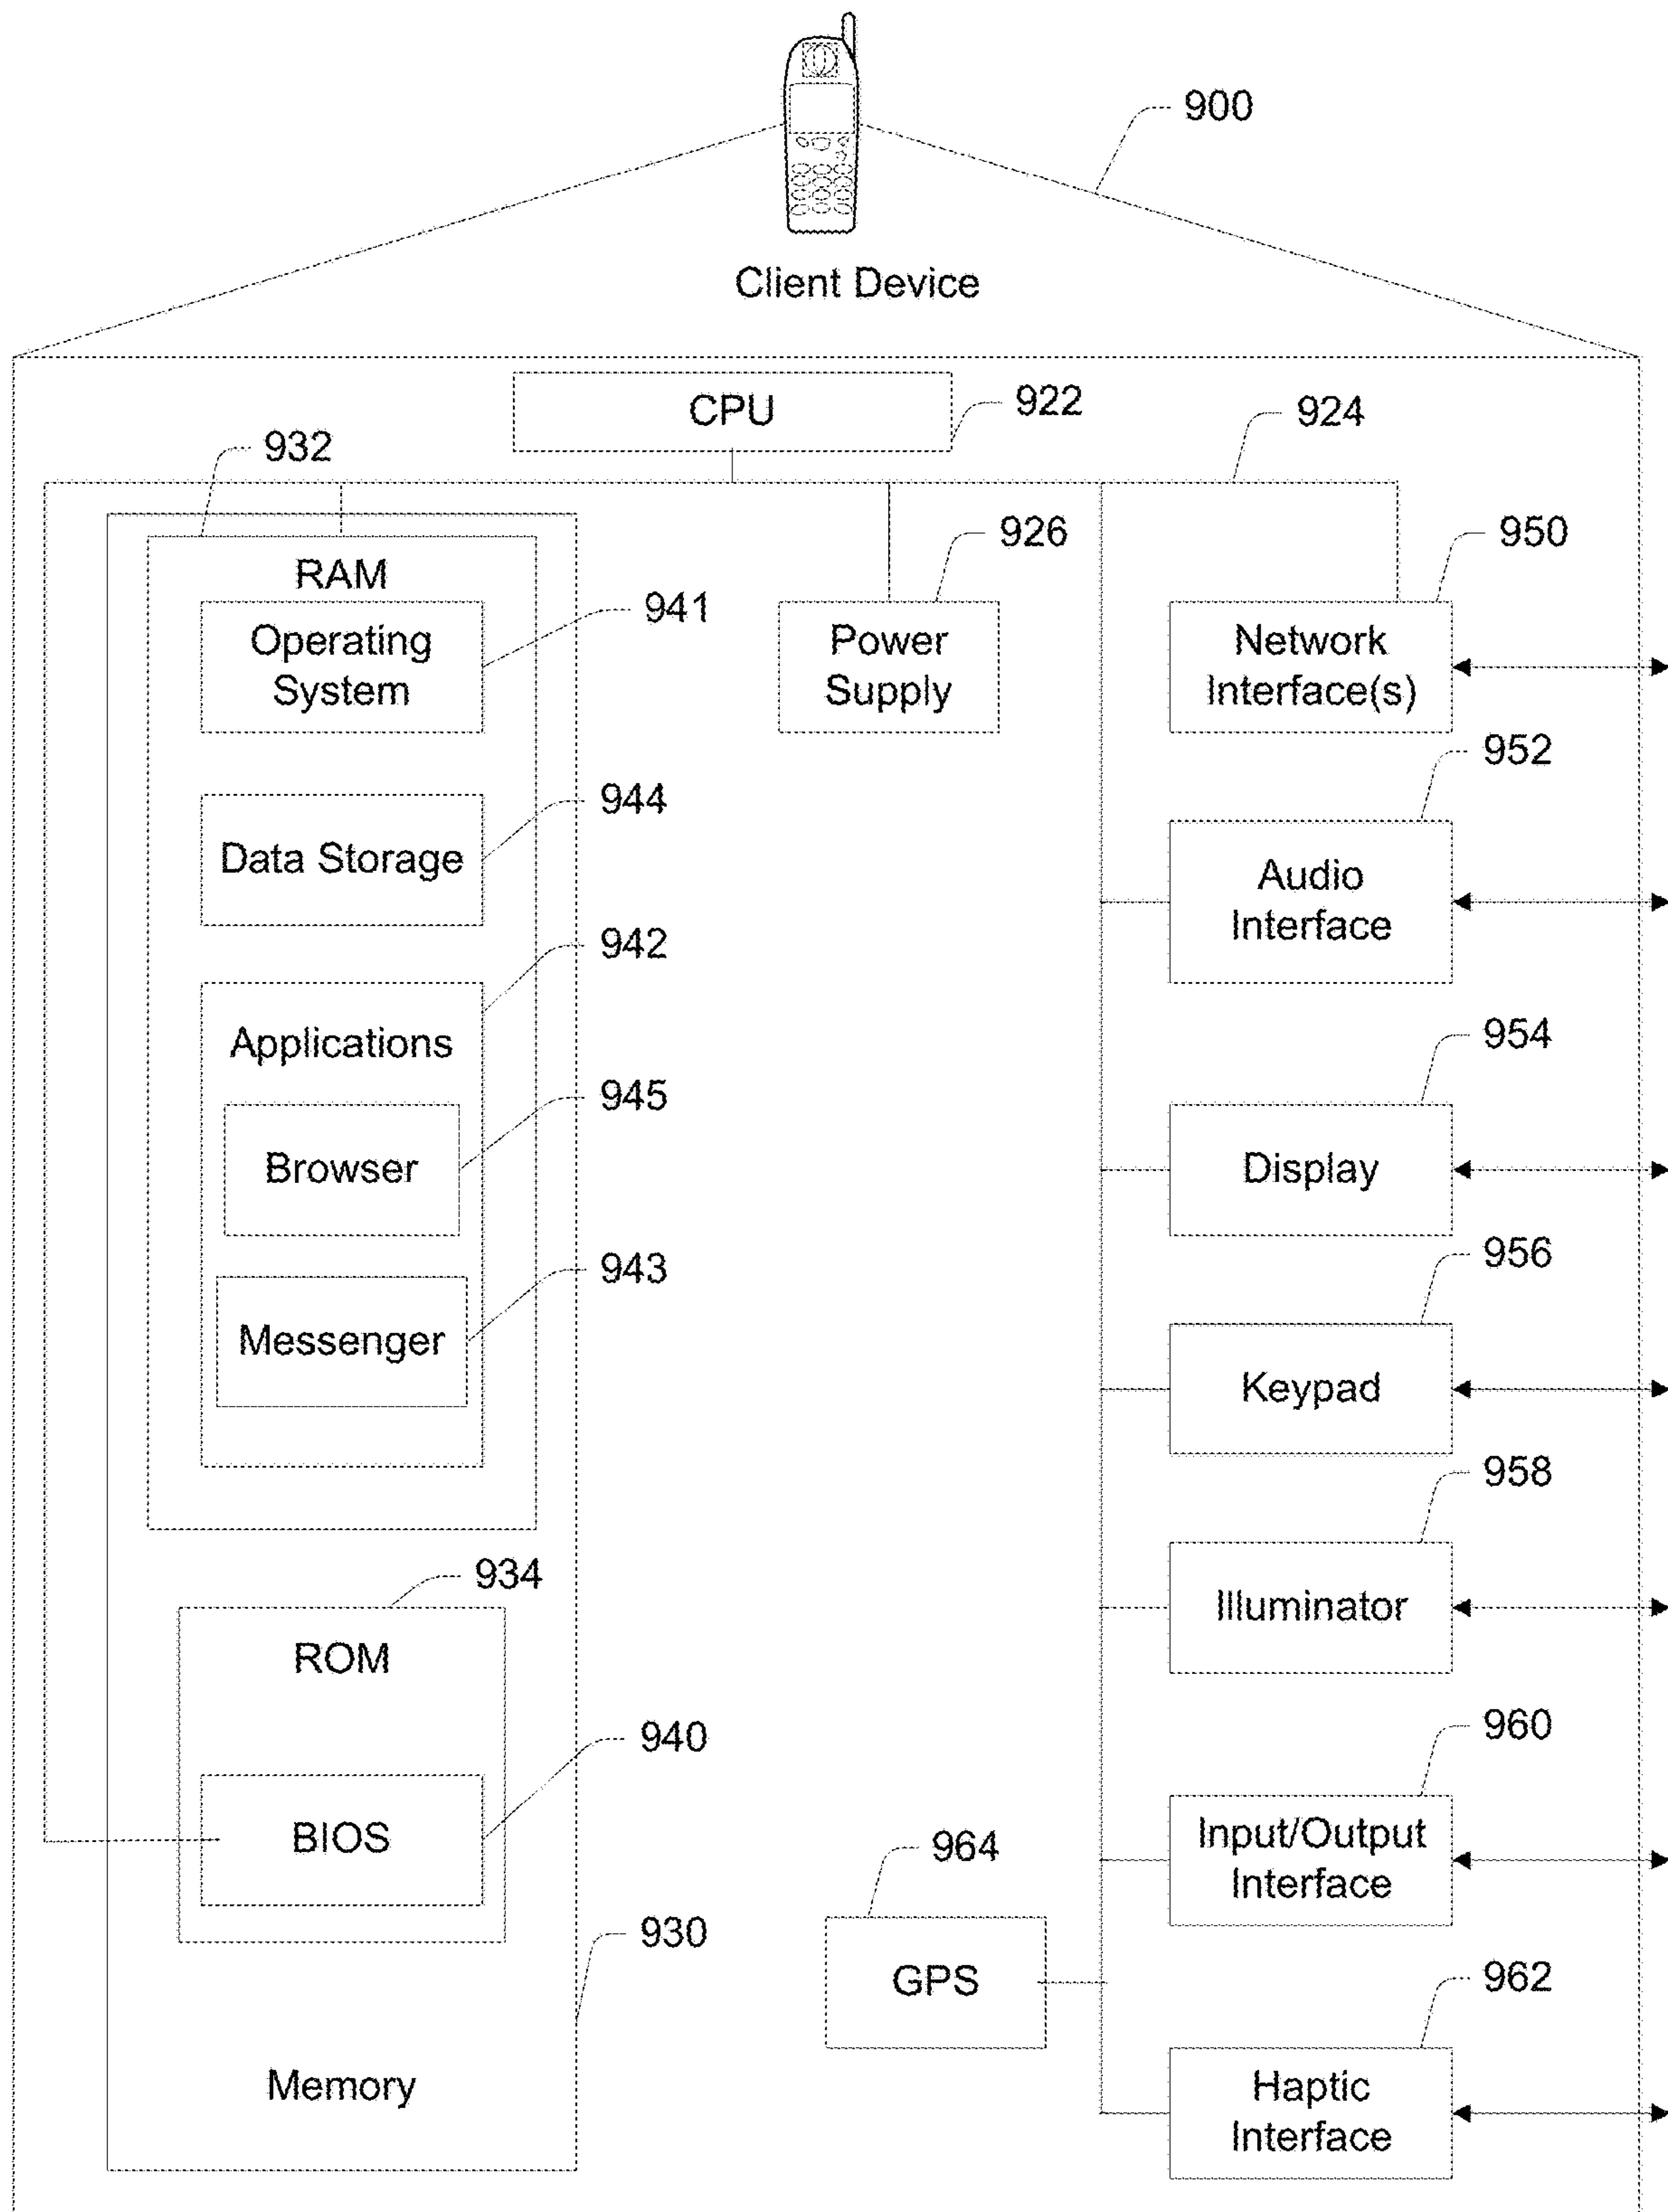 900
Client Device
CPU
922
924
932
RAM
926
950
Operating
System
941
Power
Supply
Network
Interface(s)
944
Data Storage
952
Audio
Interface
942
Applications
945
Browser
954
Display
943
Messenger
956
Keypad
958
Illuminator
934
ROM
940
BIOS
960
Input/Output
Interface
964
GPS
930
Memory
962
Haptic
Interface